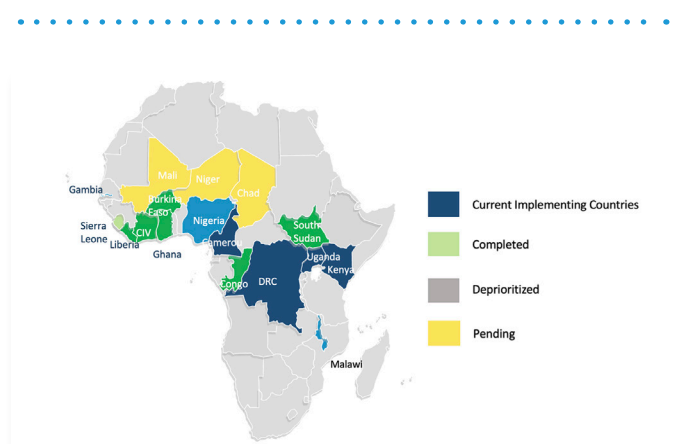 Mali
Niger
Chad
Gambia
Burkina
Faso
Nigeria
South
Sudan
Sierra
Leone
CIV
Liberia
Ghana
Cameroun
Uganda
Kenya
Congo
DRC
Malawi
Current Implementing Countries
Completed
Deprioritized
Pending